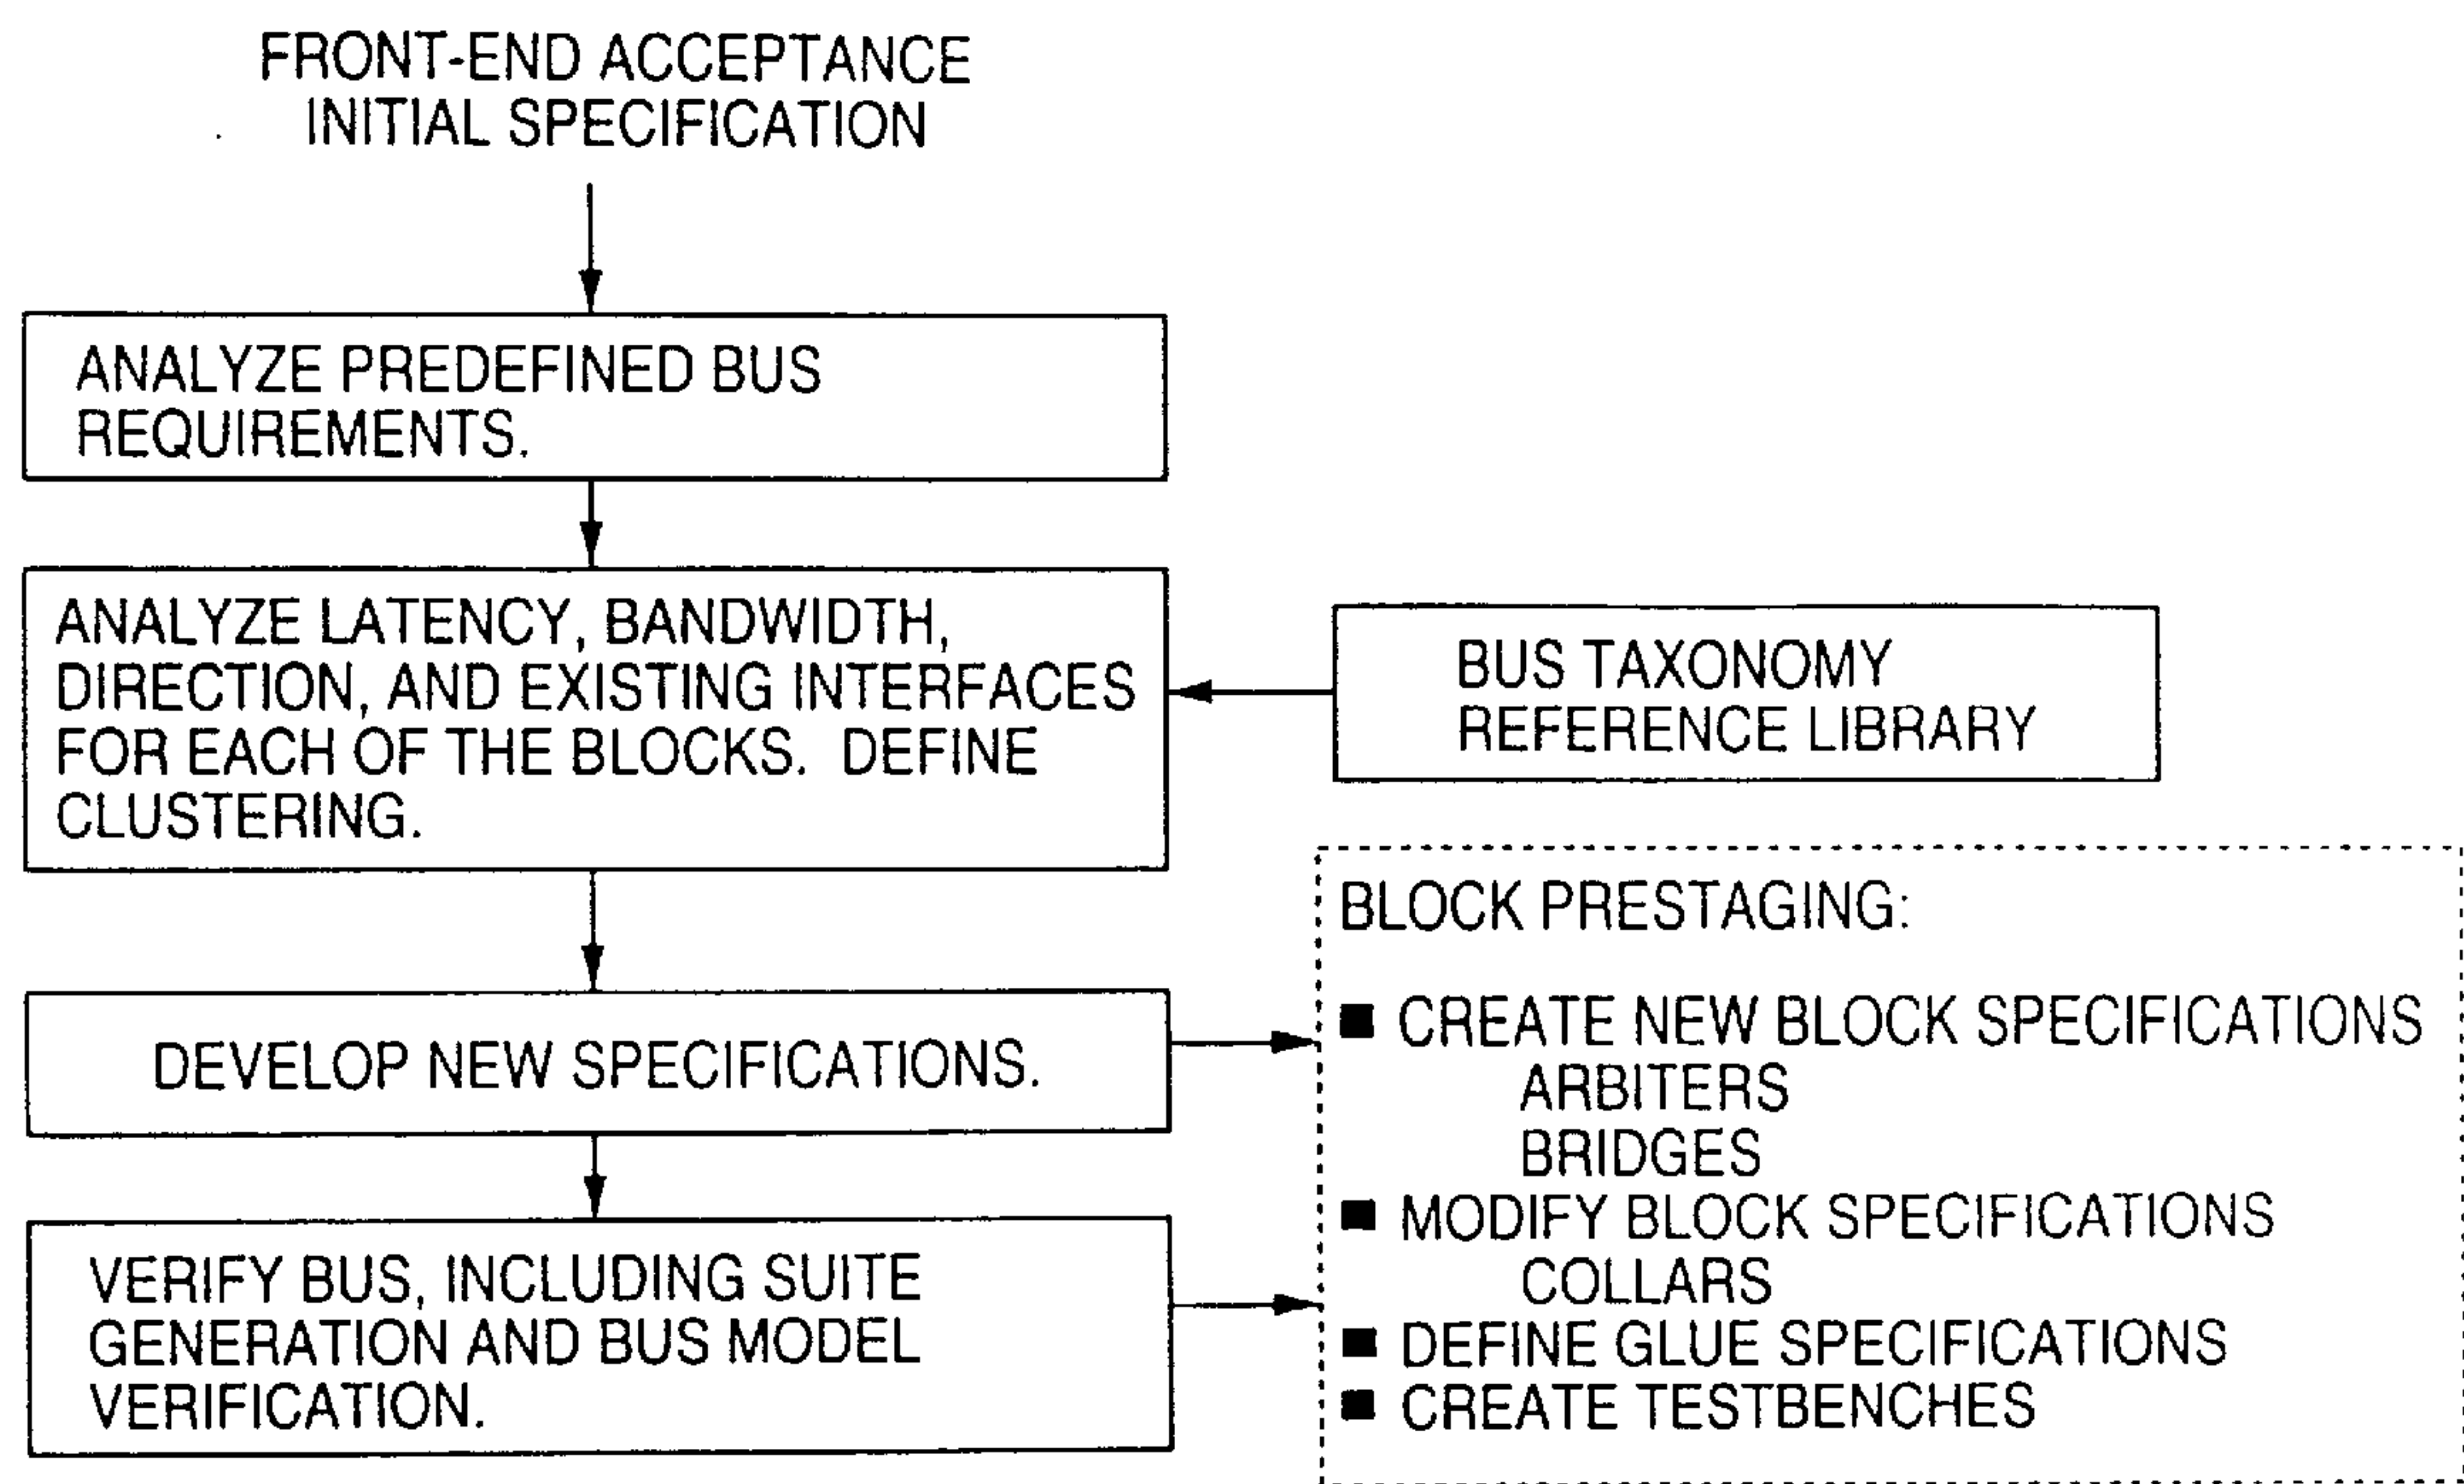 FRONT-END ACCEPTANCE
INITIAL SPECIFICATION
ANALYZE PREDEFINED BUS
REQUIREMENTS.
ANALYZE LATENCY, BANDWIDTH,
DIRECTION, AND EXISTING INTERFACES
FOR EACH OF THE BLOCKS. DEFINE
CLUSTERING.
BUS TAXONOMY
REFERENCE LIBRARY
DEVELOP NEW SPECIFICATIONS.
VERIFY BUS, INCLUDING SUITE
GENERATION AND BUS MODEL
VERIFICATION.
BLOCK PRESTAGING:
■ CREATE NEW BLOCK SPECIFICATIONS
ARBITERS
BRIDGES
■ MODIFY BLOCK SPECIFICATIONS
COLLARS
■ DEFINE GLUE SPECIFICATIONS
■ CREATE TESTBENCHES